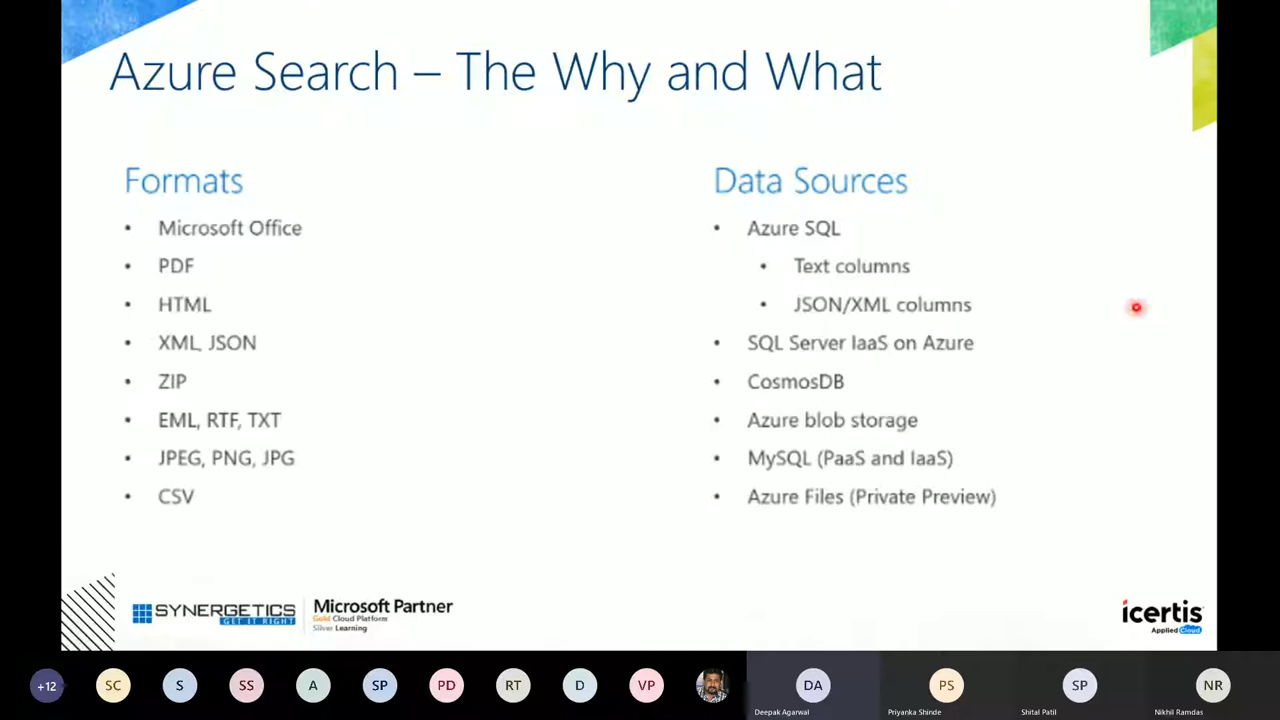 Azure Search – The Why and What
Formats
• Microsoft Office
• PDF
• HTML
• XML, JSON
• ZIP
• EML, RTF, TXT
• JPEG, PNG, JPG
• CSV
Data Sources
• Azure SQL
• Text columns
• JSON/XML columns
• SQL Server IaaS on Azure
• CosmosDB
• Azure blob storage
• MySQL (PaaS and IaaS)
• Azure Files (Private Preview)
SYNERGETICS
GET IT RIGHT
Microsoft Partner
Gold Cloud Platform
Silver Learning
icertis
Applied Cloud
+12 SC S SS A SP PD RT D VP DA PS SP NR
Deepak Agarwal Priyanka Shinde Shital Patil Nikhil Ramdas